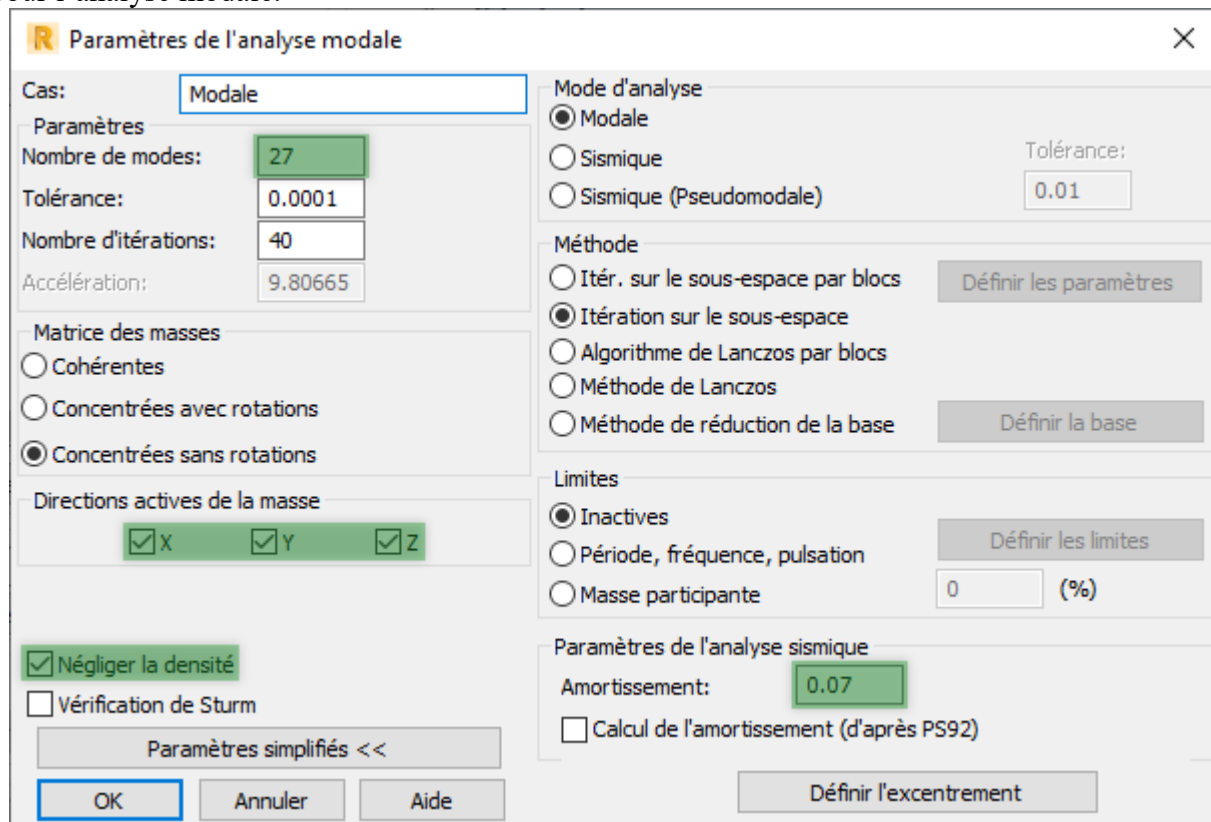 Paramètres de l'analyse modale
Cas: Modale
Paramètres
Nombre de modes: 27
Tolérance: 0.0001
Nombre d'itérations: 40
Accélération: 9.80665
Matrice des masses
Cohérentes
Concentrées avec rotations
Concentrées sans rotations
Directions actives de la masse
X Y Z
Négliger la densité
Vérification de Sturm
Paramètres simplifiés <<
OK Annuler Aide
Mode d'analyse
Modale
Sismique
Sismique (Pseudomodale)
Tolérance:
0.01
Méthode
Itér. sur le sous-espace par blocs
Définir les paramètres
Itération sur le sous-espace
Algorithme de Lanczos par blocs
Méthode de Lanczos
Méthode de réduction de la base
Définir la base
Limites
Inactives
Période, fréquence, pulsation
Définir les limites
Masse participante
0 (%)
Paramètres de l'analyse sismique
Amortissement: 0.07
Calcul de l'amortissement (d'après PS92)
Définir l'excentrement